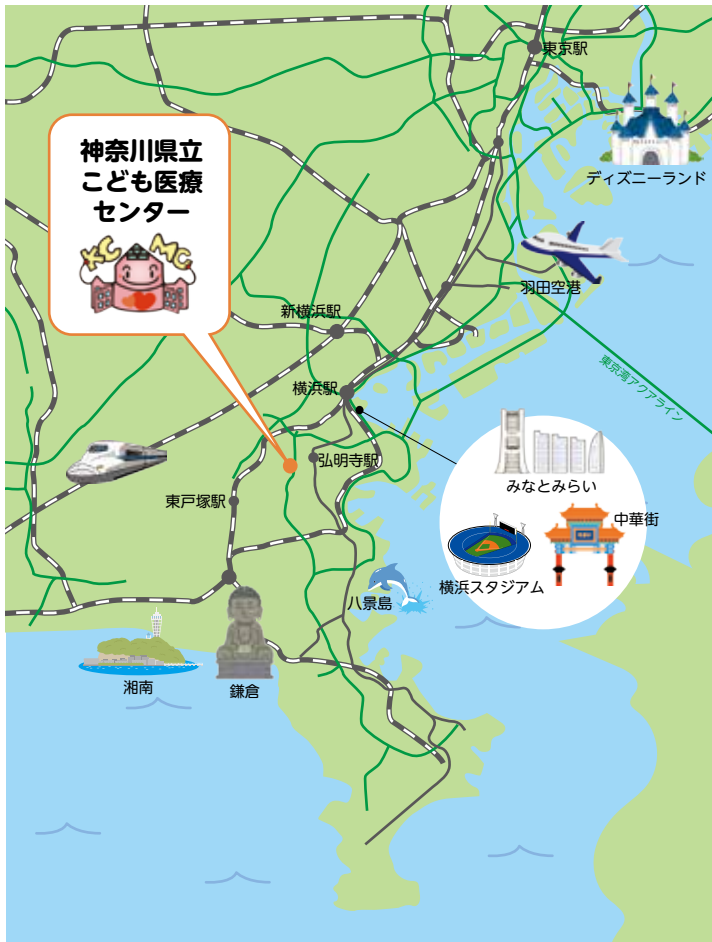 東京駅
ディズニーランド
神奈川県立
こども医療
センター
KCMC
羽田空港
新横浜駅
東京湾アクアライン
横浜駅
弘明寺駅
みなとみらい
東戸塚駅
中華街
横浜スタジアム
八景島
湘南
鎌倉